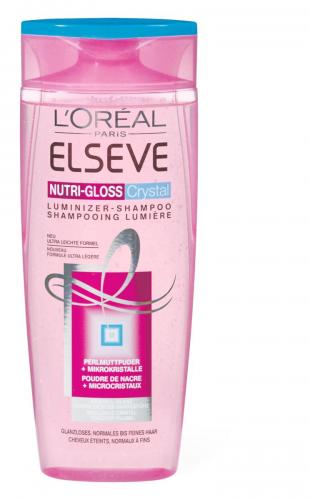 L'ORÉAL
PARIS
ELSEVE
NUTRI-GLOSS Crystal
LUMINIZER-SHAMPOO
SHAMPOOING LUMIÈRE
NEU
ULTRA LEICHTE FORMEL
NOUVEAU
FORMULE ULTRA LÉGÈRE
PERLMUTTPUDER
+ MIKROKRISTALLE
POUDRE DE NACRE
+ MICROCRISTAUX
GLANZLOSES, NORMALES BIS FEINES HAAR
CHEVEUX ÉTEINTS, NORMAUX À FINS